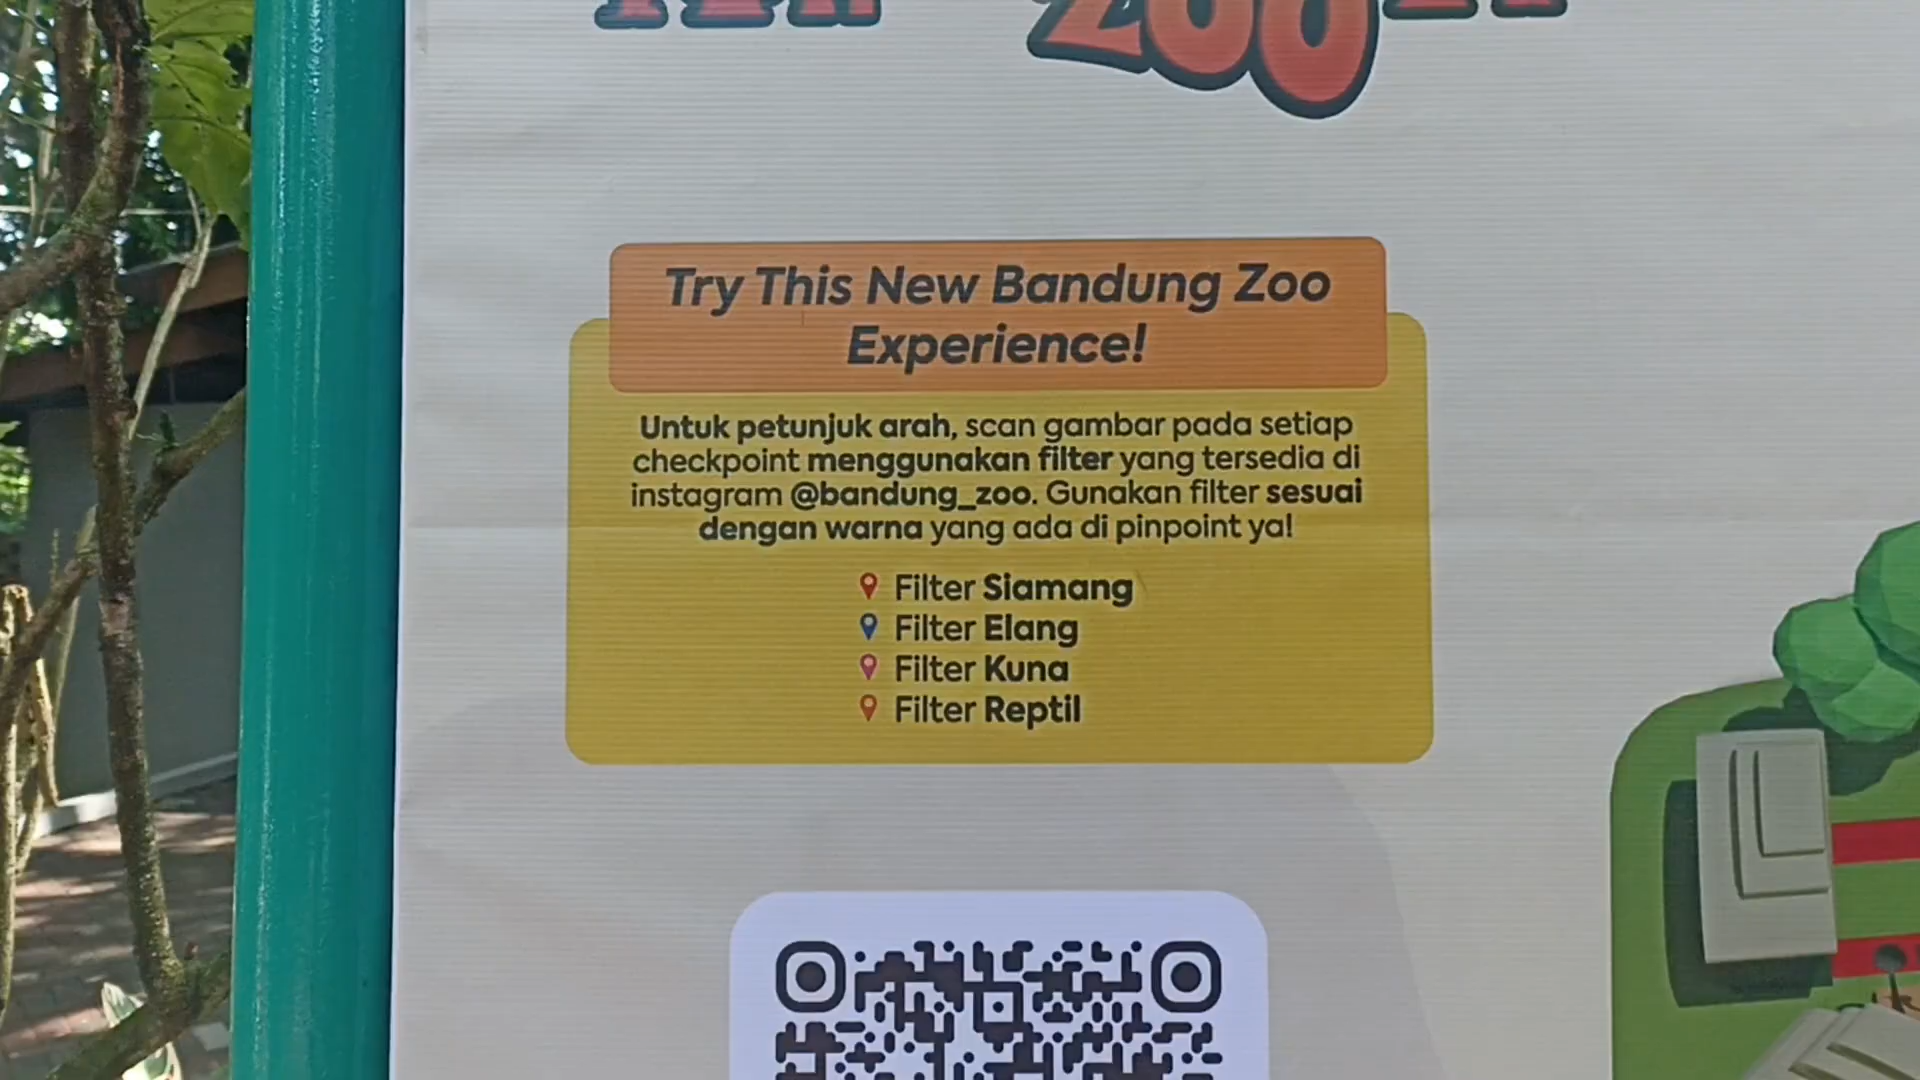 ZOO
Try This New Bandung Zoo
Experience!
Untuk petunjuk arah, scan gambar pada setiap
checkpoint menggunakan filter yang tersedia di
instagram @bandung_zoo. Gunakan filter sesuai
dengan warna yang ada di pinpoint ya!
Filter Siamang
Filter Elang
Filter Kuna
Filter Reptil